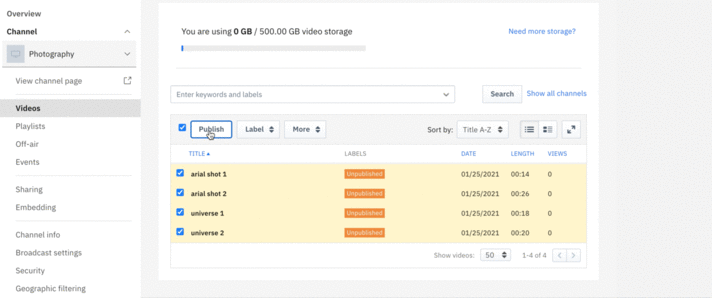 Overview
Channel
Photography
View channel page
Videos
Playlists
Off-air
Events
Sharing
Embedding
Channel info
Broadcast settings
Security
Geographic filtering
You are using 0 GB / 500.00 GB video storage
Need more storage?
Enter keywords and labels
Search
Show all channels
Publish
Label
More
Sort by:
Title A-Z
TITLE LABELS DATE LENGTH VIEWS
arial shot 1 Unpublished 01/25/2021 00:14 0
arial shot 2 Unpublished 01/25/2021 00:26 0
universe 1 Unpublished 01/25/2021 00:18 0
universe 2 Unpublished 01/25/2021 00:20 0
Show videos: 50 1-4 of 4